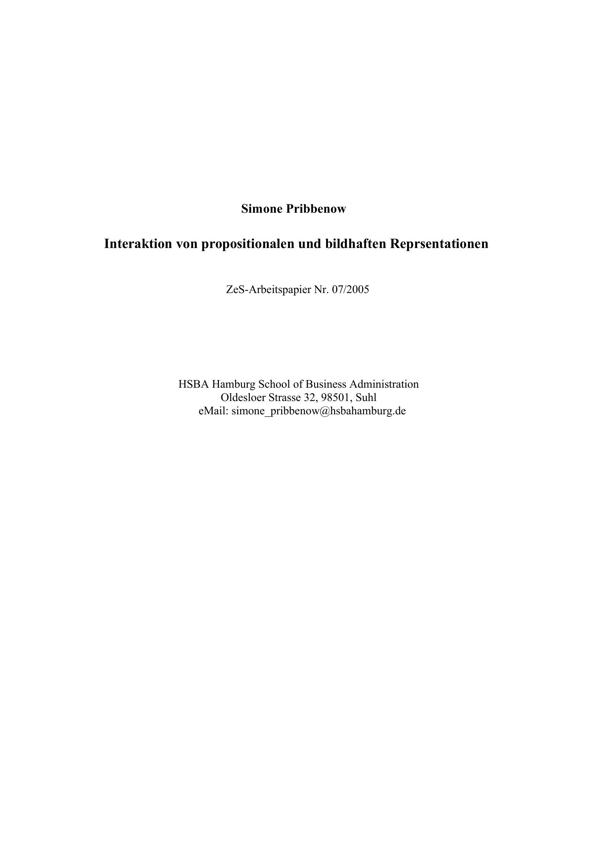 Simone Pribbenow
Interaktion von propositionalen und bildhaften Reprsentationen
ZeS-Arbeitspapier Nr. 07/2005
HSBA Hamburg School of Business Administration
Oldesloer Strasse 32, 98501, Suhl
eMail: simone_pribbenow@hsbahamburg.de